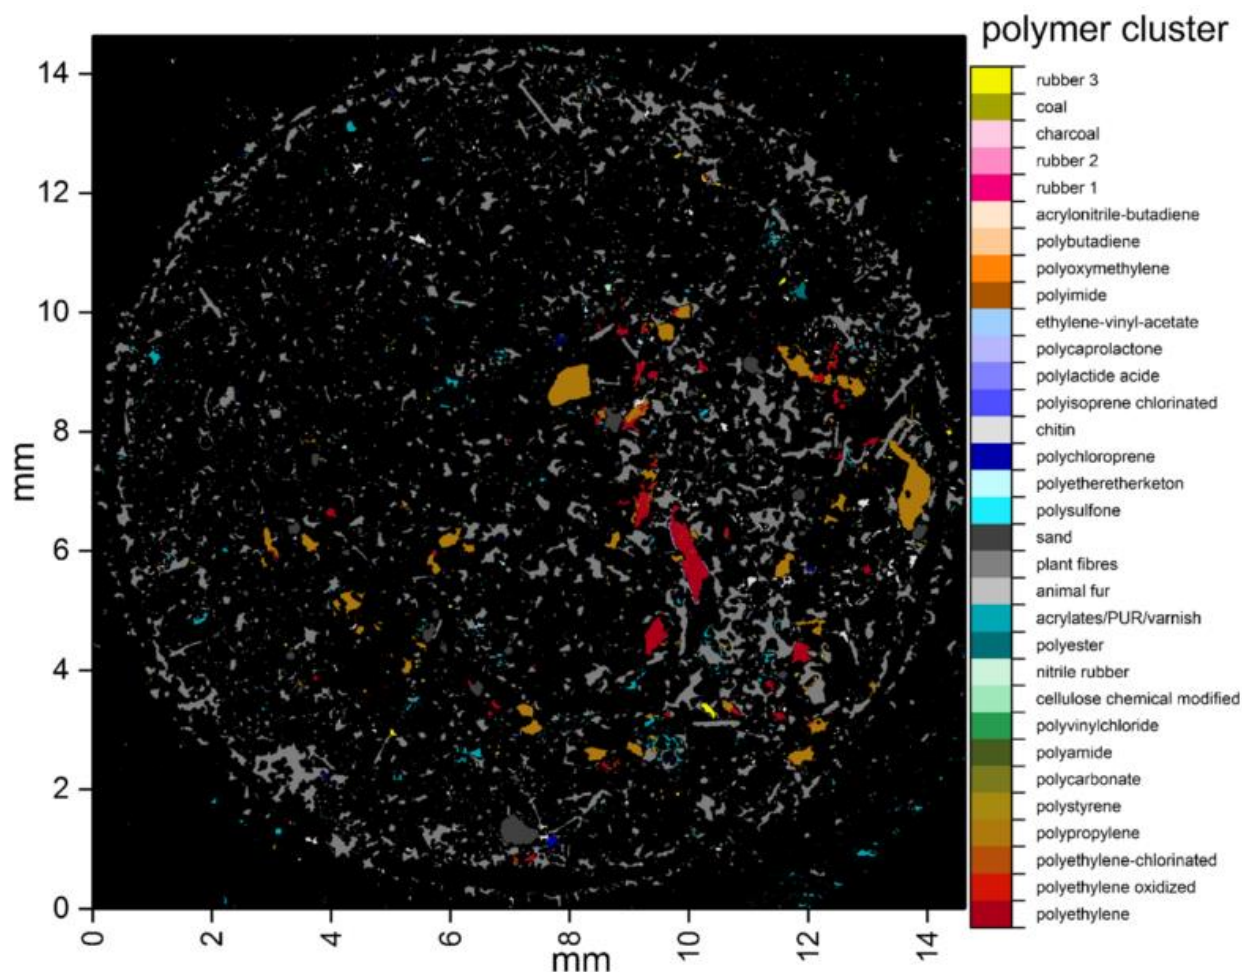 polymer cluster
rubber 3
coal
charcoal
rubber 2
rubber 1
acrylonitrile-butadiene
polybutadiene
polyoxymethylene
polyimide
ethylene-vinyl-acetate
polycaprolactone
polylactide acide
polyisoprene chlorinated
chitin
polychloroprene
polyetheretherketon
polysulfone
sand
plant fibres
animal fur
acrylates/PUR/varnish
polyester
nitrile rubber
cellulose chemical modified
polyvinylchloride
polyamide
polycarbonate
polystyrene
polypropylene
polyethylene-chlorinated
polyethylene oxidized
polyethylene
14
12
10
8
6
4
2
0
mm
0 2 4 6 8 10 12 14
mm